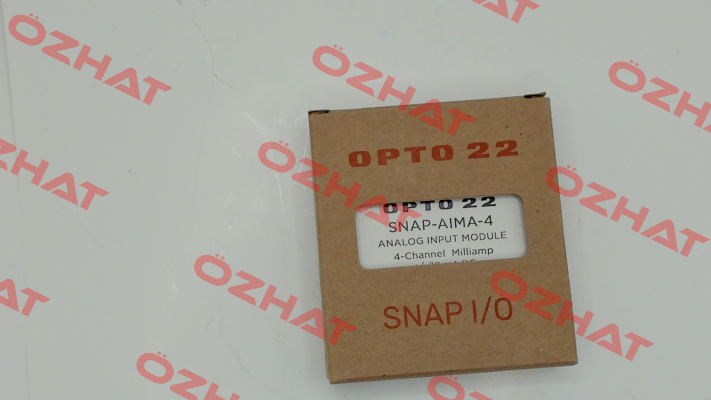 OPTO 22
OPTO 22
SNAP-AIMA-4
ANALOG INPUT MODULE
4-Channel Milliamp
SNAP I/O
ÖZHAT
ÖZHAT
ÖZHAT
ÖZHAT
ÖZHAT
ÖZHAT
ÖZHAT
ÖZHAT
ÖZHAT